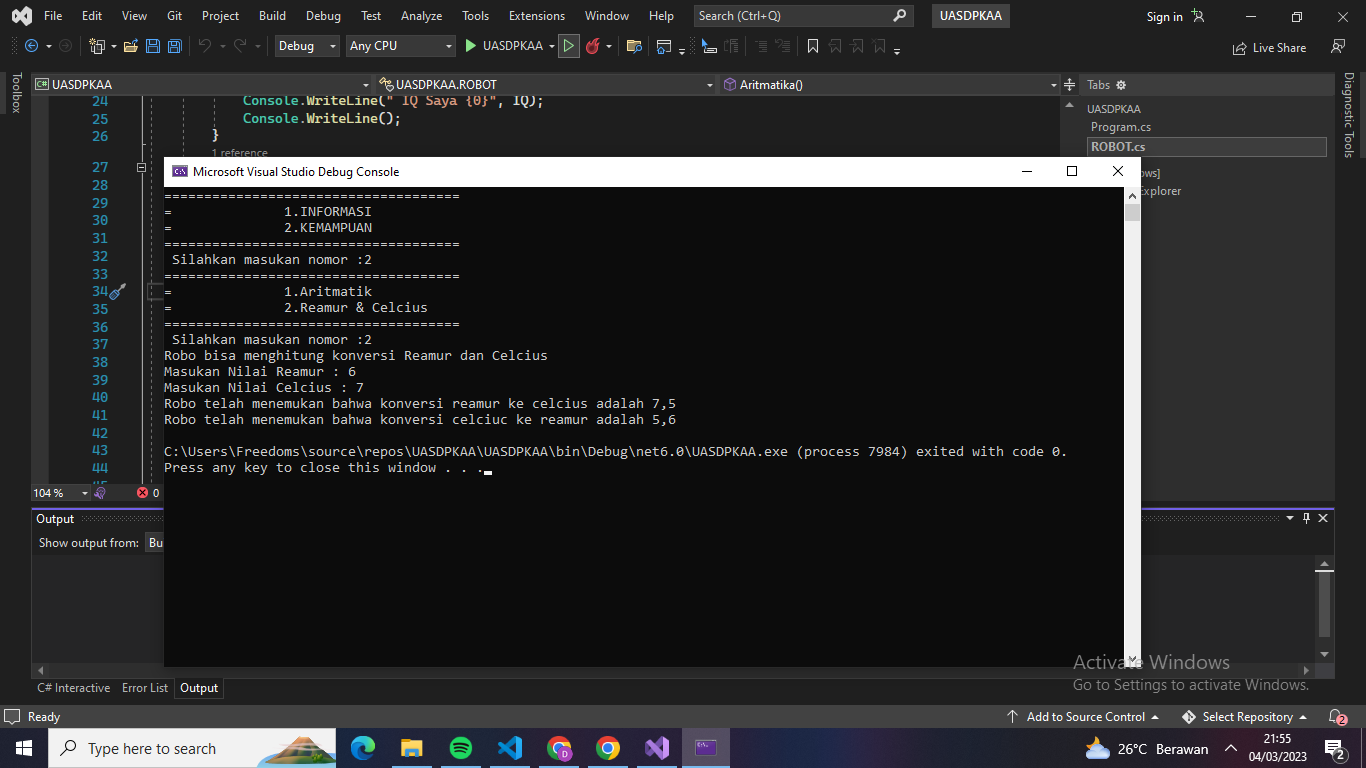 File Edit View Git Project Build Debug Test Analyze Tools Extensions Window Help Search (Ctrl+Q) UASDPKAA Sign in
Debug Any CPU UASDPKAA Live Share
Toolbox
C# UASDPKAA UASDPKAA.ROBOT Aritmatika()
Tabs
Diagnostic Tools
UASDPKAA
Program.cs
ROBOT.cs
ows]
Explorer
24 Console.WriteLine(" IQ Saya {0}", IQ);
25 Console.WriteLine();
26 }
1 reference
27
28
29
30
31
32
33
34
35
36
37
38
39
40
41
42
43
44
45
Microsoft Visual Studio Debug Console
=====================================
= 1.INFORMASI
= 2.KEMAMPUAN
=====================================
Silahkan masukan nomor :2
=====================================
= 1.Aritmatik
= 2.Reamur & Celcius
=====================================
Silahkan masukan nomor :2
Robo bisa menghitung konversi Reamur dan Celcius
Masukan Nilai Reamur : 6
Masukan Nilai Celcius : 7
Robo telah menemukan bahwa konversi reamur ke celcius adalah 7,5
Robo telah menemukan bahwa konversi celciuc ke reamur adalah 5,6
C:\Users\Freedoms\source\repos\UASDPKAA\UASDPKAA\bin\Debug\net6.0\UASDPKAA.exe (process 7984) exited with code 0.
Press any key to close this window . . .
104 % 0
Output
Show output from: Bu
Activate Windows
Go to Settings to activate Windows.
C# Interactive Error List Output
Ready Add to Source Control Select Repository 2
Type here to search 26°C Berawan 21:55
04/03/2023 2